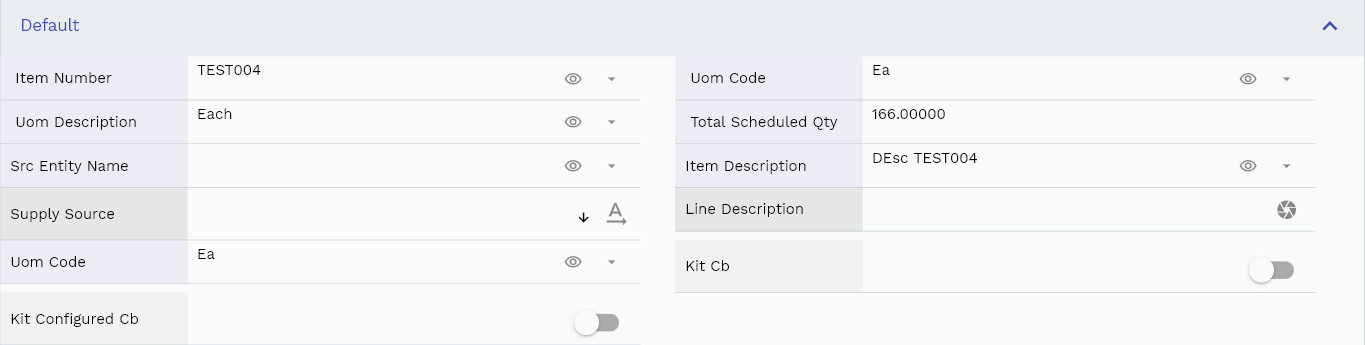 Default
Item Number TEST004
Uom Code Ea
Uom Description Each
Total Scheduled Qty 166.00000
Src Entity Name
Item Description DEsc TEST004
Supply Source A
Line Description
Uom Code Ea
Kit Cb
Kit Configured Cb